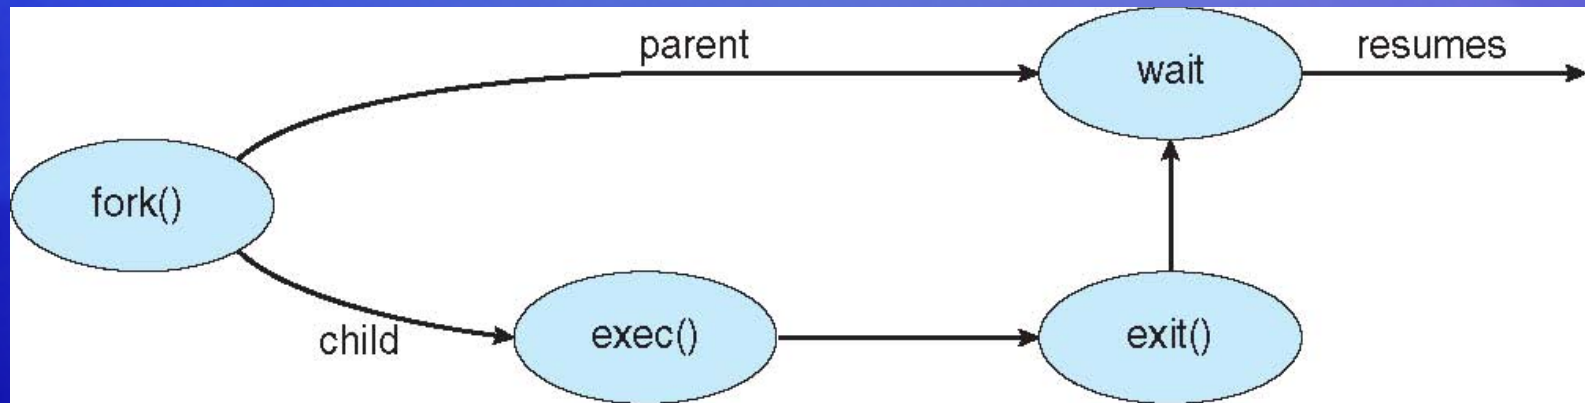 parent
wait
resumes
fork()
child
exec()
exit()